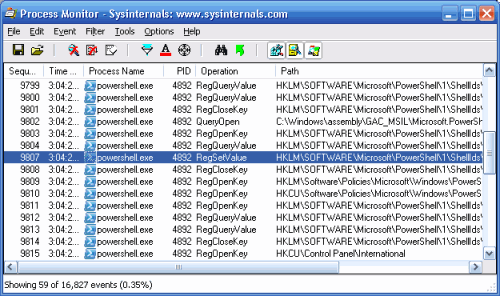 Process Monitor - Sysinternals: www.sysinternals.com
File Edit Event Filter Tools Options Help
Sequ... Time ... Process Name PID Operation Path
9799 3:04:2... powershell.exe 4892 RegQueryValue HKLM\SOFTWARE\Microsoft\PowerShell\1\ShellIds
9800 3:04:2... powershell.exe 4892 RegQueryValue HKLM\SOFTWARE\Microsoft\PowerShell\1\ShellIds
9801 3:04:2... powershell.exe 4892 RegCloseKey HKLM\SOFTWARE\Microsoft\PowerShell\1\ShellIds
9802 3:04:2... powershell.exe 4892 QueryOpen C:\Windows\assembly\GAC_MSIL\Microsoft.PowerSh
9803 3:04:2... powershell.exe 4892 RegOpenKey HKLM\SOFTWARE\Microsoft\PowerShell\1\ShellIds
9804 3:04:2... powershell.exe 4892 RegQueryValue HKLM\SOFTWARE\Microsoft\PowerShell\1\ShellIds
9807 3:04:2... powershell.exe 4892 RegSetValue HKLM\SOFTWARE\Microsoft\PowerShell\1\ShellIds
9808 3:04:2... powershell.exe 4892 RegCloseKey HKLM\SOFTWARE\Microsoft\PowerShell\1\ShellIds
9809 3:04:2... powershell.exe 4892 RegOpenKey HKLM\Software\Policies\Microsoft\Windows\PowerS
9810 3:04:2... powershell.exe 4892 RegOpenKey HKCU\Software\Policies\Microsoft\Windows\PowerS
9811 3:04:2... powershell.exe 4892 RegOpenKey HKLM\SOFTWARE\Microsoft\PowerShell\1\ShellIds
9812 3:04:2... powershell.exe 4892 RegQueryValue HKLM\SOFTWARE\Microsoft\PowerShell\1\ShellIds
9813 3:04:2... powershell.exe 4892 RegQueryValue HKLM\SOFTWARE\Microsoft\PowerShell\1\ShellIds
9814 3:04:2... powershell.exe 4892 RegCloseKey HKLM\SOFTWARE\Microsoft\PowerShell\1\ShellIds
9815 3:04:2... powershell.exe 4892 RegOpenKey HKCU\Control Panel\International
Showing 59 of 16,827 events (0.35%)